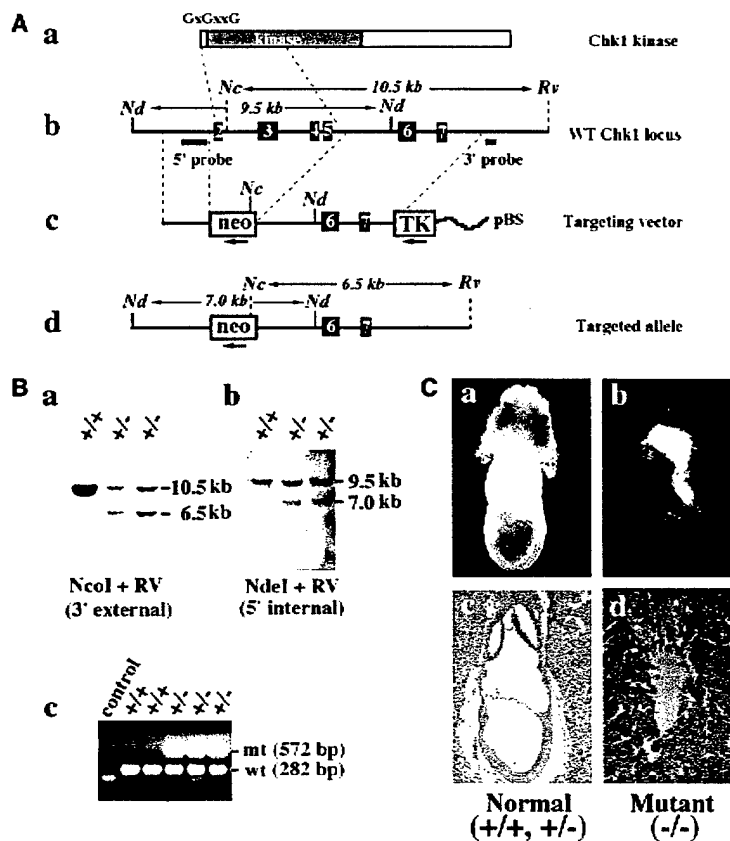 A
a
GxGxxG
kinase
Chk1 kinase
b
Nd
Nc
10.5 kb
Rv
9.5 kb
Nd
2
3
4
5
6
7
WT Chk1 locus
5' probe
3' probe
c
Nc
Nd
neo
6
7
TK
pBS
Targeting vector
d
Nd
Nc
6.5 kb
Rv
7.0 kb
Nd
neo
6
7
Targeted allele
B
a
+/+
+/-
+/-
10.5 kb
6.5 kb
NcoI + RV
(3' external)
b
+/+
+/-
+/-
9.5 kb
7.0 kb
NdeI + RV
(5' internal)
c
control
+/+
+/+
+/-
+/-
+/-
mt (572 bp)
wt (282 bp)
C
a
b
c
d
Normal
(+/+, +/-)
Mutant
(-/-)